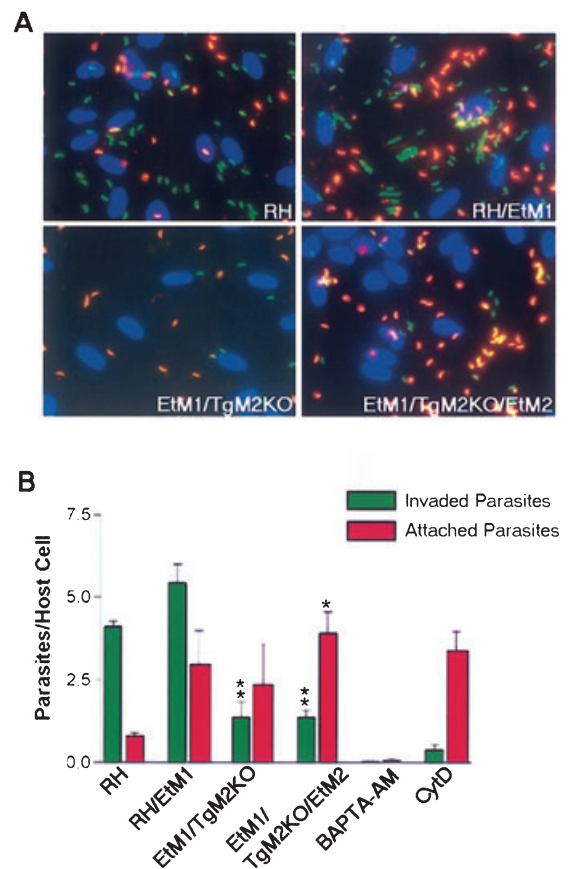 A
RH
RH/EtM1
EtM1/TgM2KO
EtM1/TgM2KO/EtM2
B
Invaded Parasites
Attached Parasites
Parasites/Host Cell
7.5
5.0
2.5
0.0
**
**
*
RH
RH/EtM1
EtM1/TgM2KO
EtM1/
TgM2KO/EtM2
BAPTA-AM
CytD